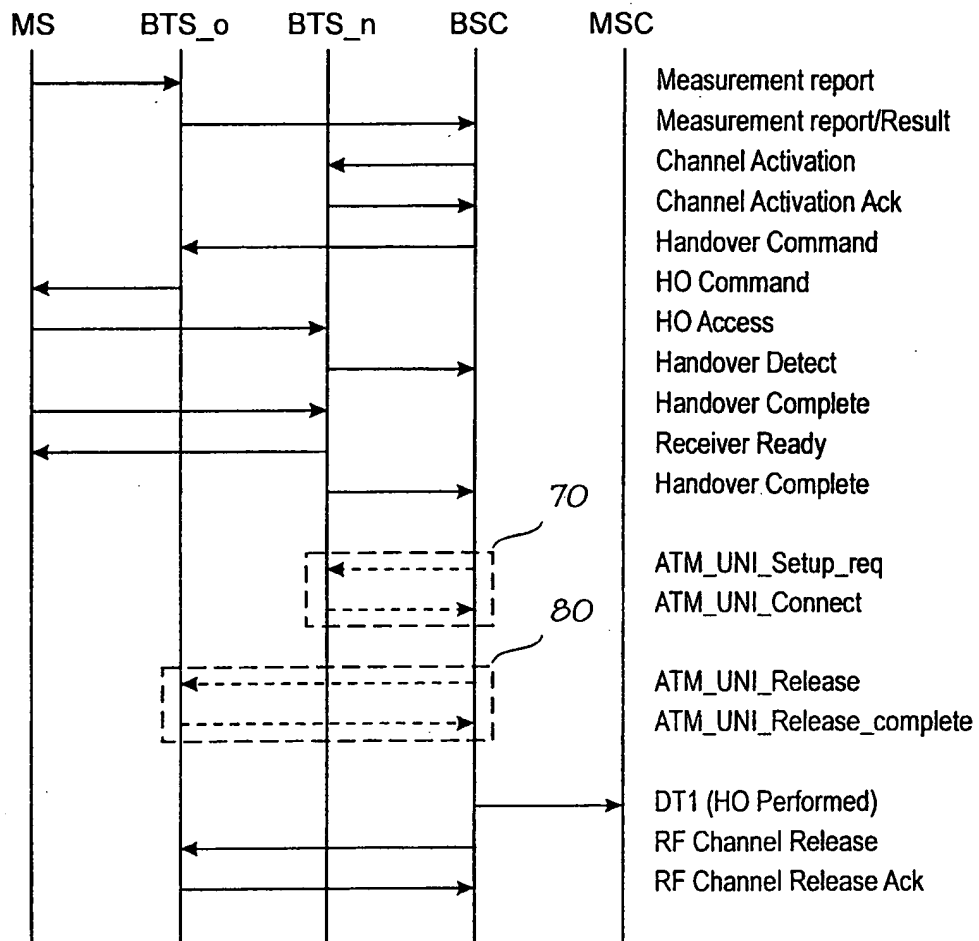 MS BTS_o BTS_n BSC MSC
Measurement report
Measurement report/Result
Channel Activation
Channel Activation Ack
Handover Command
HO Command
HO Access
Handover Detect
Handover Complete
Receiver Ready
Handover Complete
70
ATM_UNI_Setup_req
ATM_UNI_Connect
80
ATM_UNI_Release
ATM_UNI_Release_complete
DT1 (HO Performed)
RF Channel Release
RF Channel Release Ack